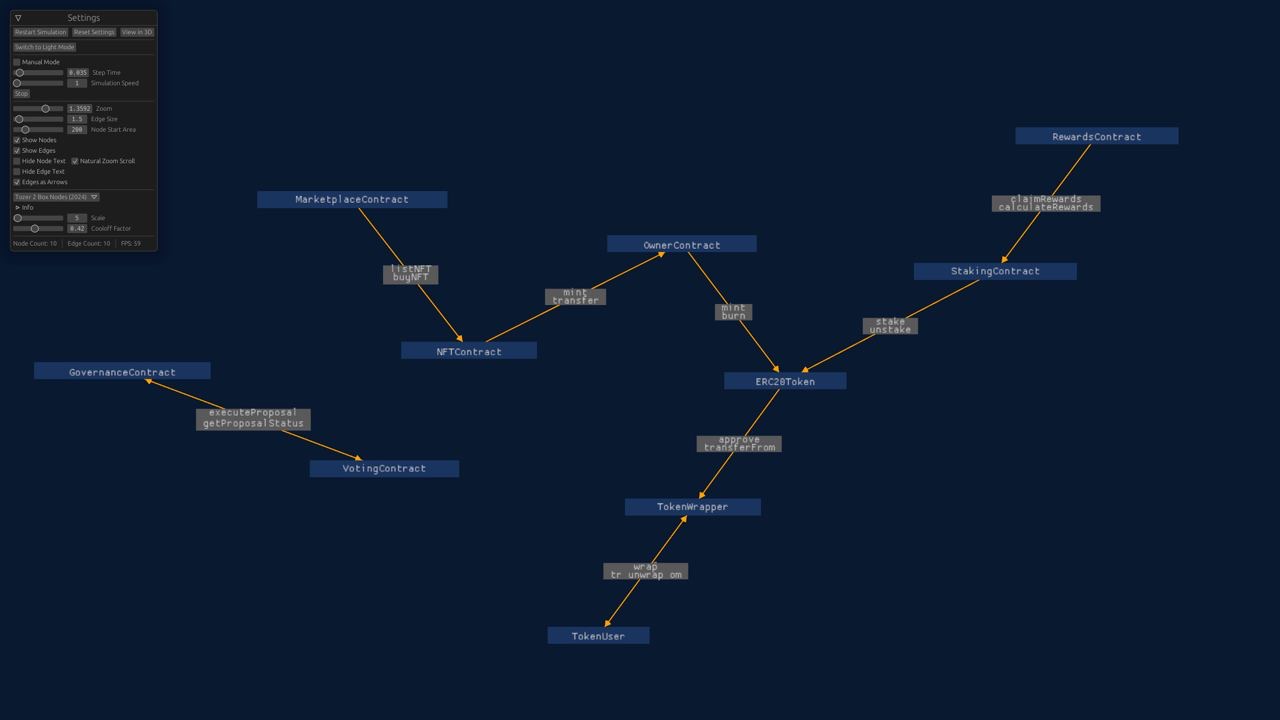 Settings
Restart Simulation Reset Settings View in 3D
Switch to Light Mode
Manual Mode
0.035 Step Time
1 Simulation Speed
Stop
1.3592 Zoom
1.5 Edge Size
200 Node Start Area
Show Nodes
Show Edges
Hide Node Text Natural Zoom Scroll
Hide Edge Text
Edges as Arrows
Tozer 2 Box Nodes (2024)
Info
5 Scale
0.42 Cooloff Factor
Node Count: 10 Edge Count: 10 FPS: 59
RewardsContract
claimRewards
calculateRewards
MarketplaceContract
OwnerContract
StakingContract
listNFT
buyNFT
mint
transfer
mint
burn
stake
unstake
NFTContract
GovernanceContract
ERC20Token
executeProposal
getProposalStatus
approve
transferFrom
VotingContract
TokenWrapper
wrap
unwrap
TokenUser